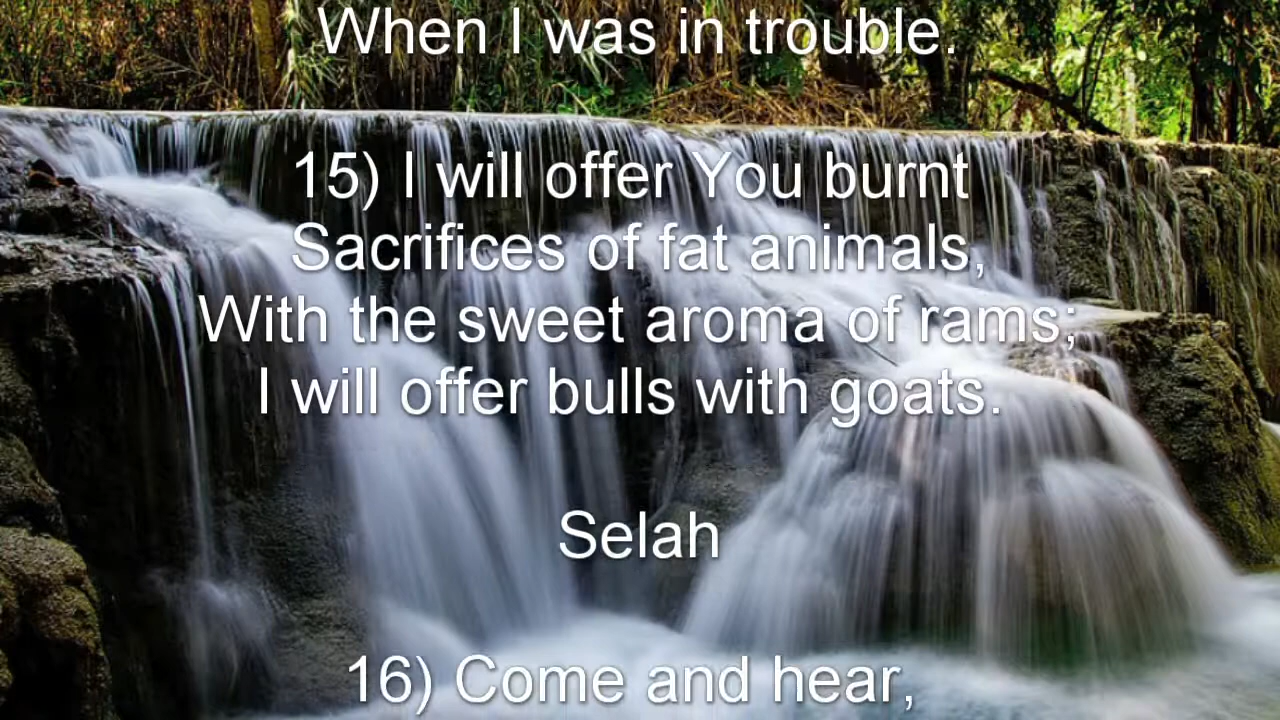 When I was in trouble.
15) I will offer You burnt
Sacrifices of fat animals,
With the sweet aroma of rams;
I will offer bulls with goats.
Selah
16) Come and hear,